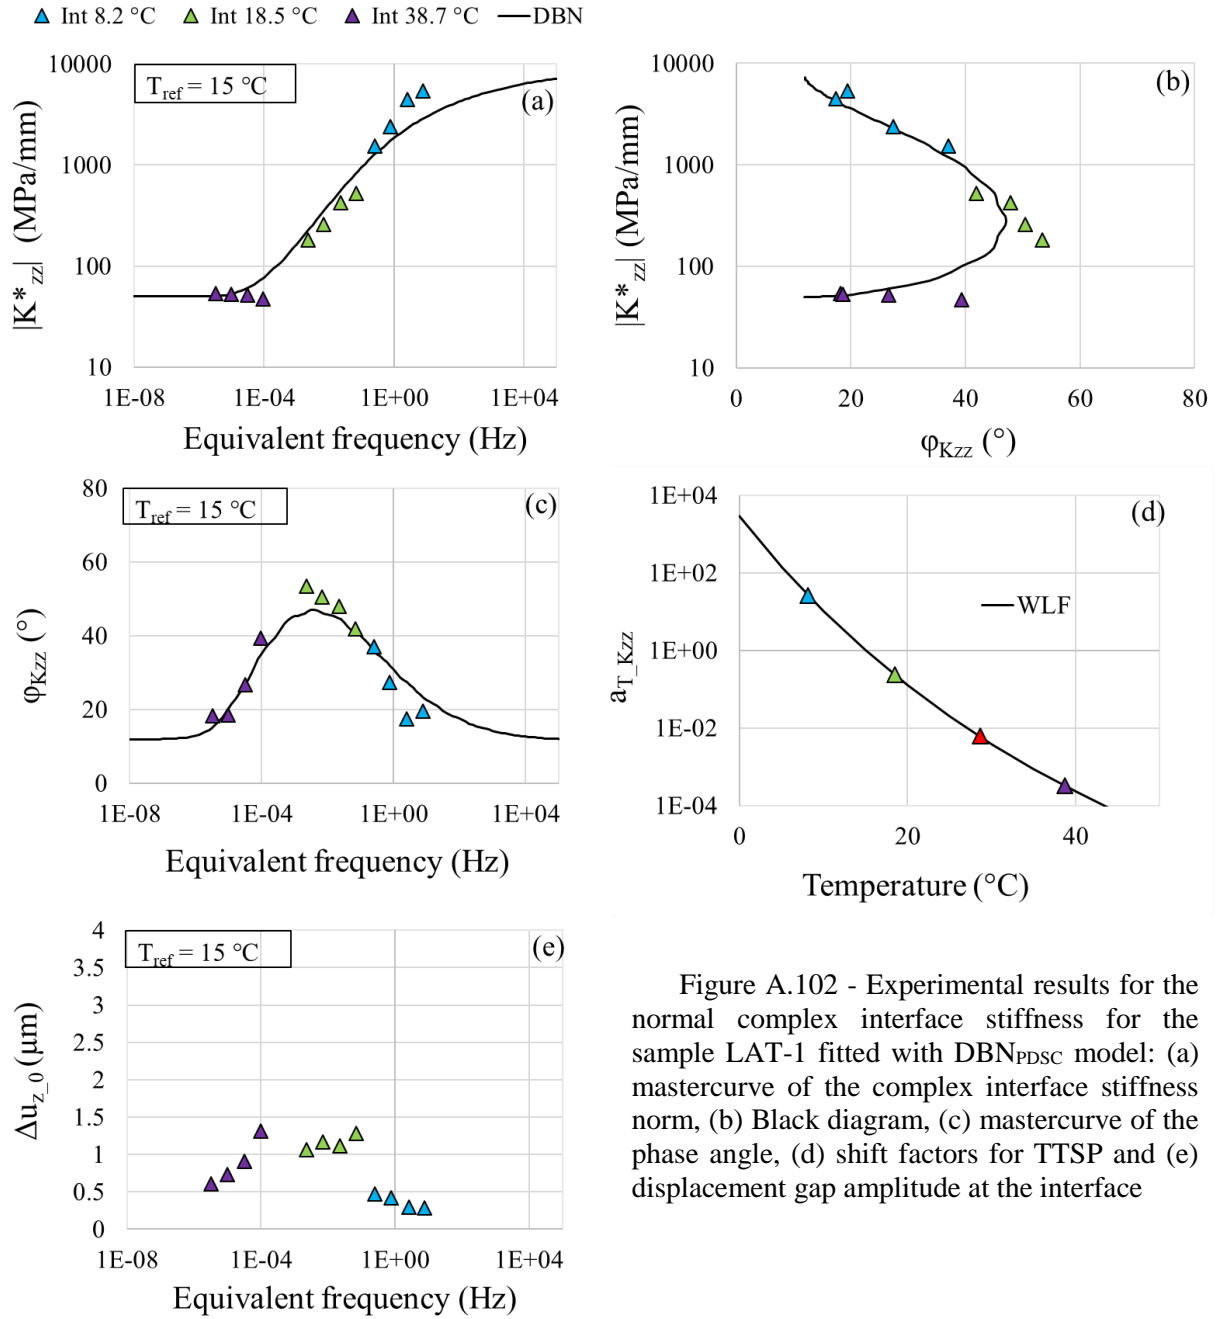 Int 8.2 °C Int 18.5 °C Int 38.7 °C DBN
10000
1000
100
10
T_ref = 15 °C
(a)
|K*_zz| (MPa/mm)
1E-08 1E-04 1E+00 1E+04
Equivalent frequency (Hz)
10000
1000
100
10
(b)
|K*_zz| (MPa/mm)
0 20 40 60 80
φ_Kzz (°)
80
60
40
20
0
T_ref = 15 °C
(c)
φ_Kzz (°)
1E-08 1E-04 1E+00 1E+04
Equivalent frequency (Hz)
1E+04
1E+02
1E+00
1E-02
1E-04
(d)
WLF
a_T_Kzz
0 20 40
Temperature (°C)
4
3.5
3
2.5
2
1.5
1
0.5
0
T_ref = 15 °C
(e)
Δu_z_0 (μm)
1E-08 1E-04 1E+00 1E+04
Equivalent frequency (Hz)
Figure A.102 - Experimental results for the
normal complex interface stiffness for the
sample LAT-1 fitted with DBN_PDSC model: (a)
mastercurve of the complex interface stiffness
norm, (b) Black diagram, (c) mastercurve of the
phase angle, (d) shift factors for TTSP and (e)
displacement gap amplitude at the interface